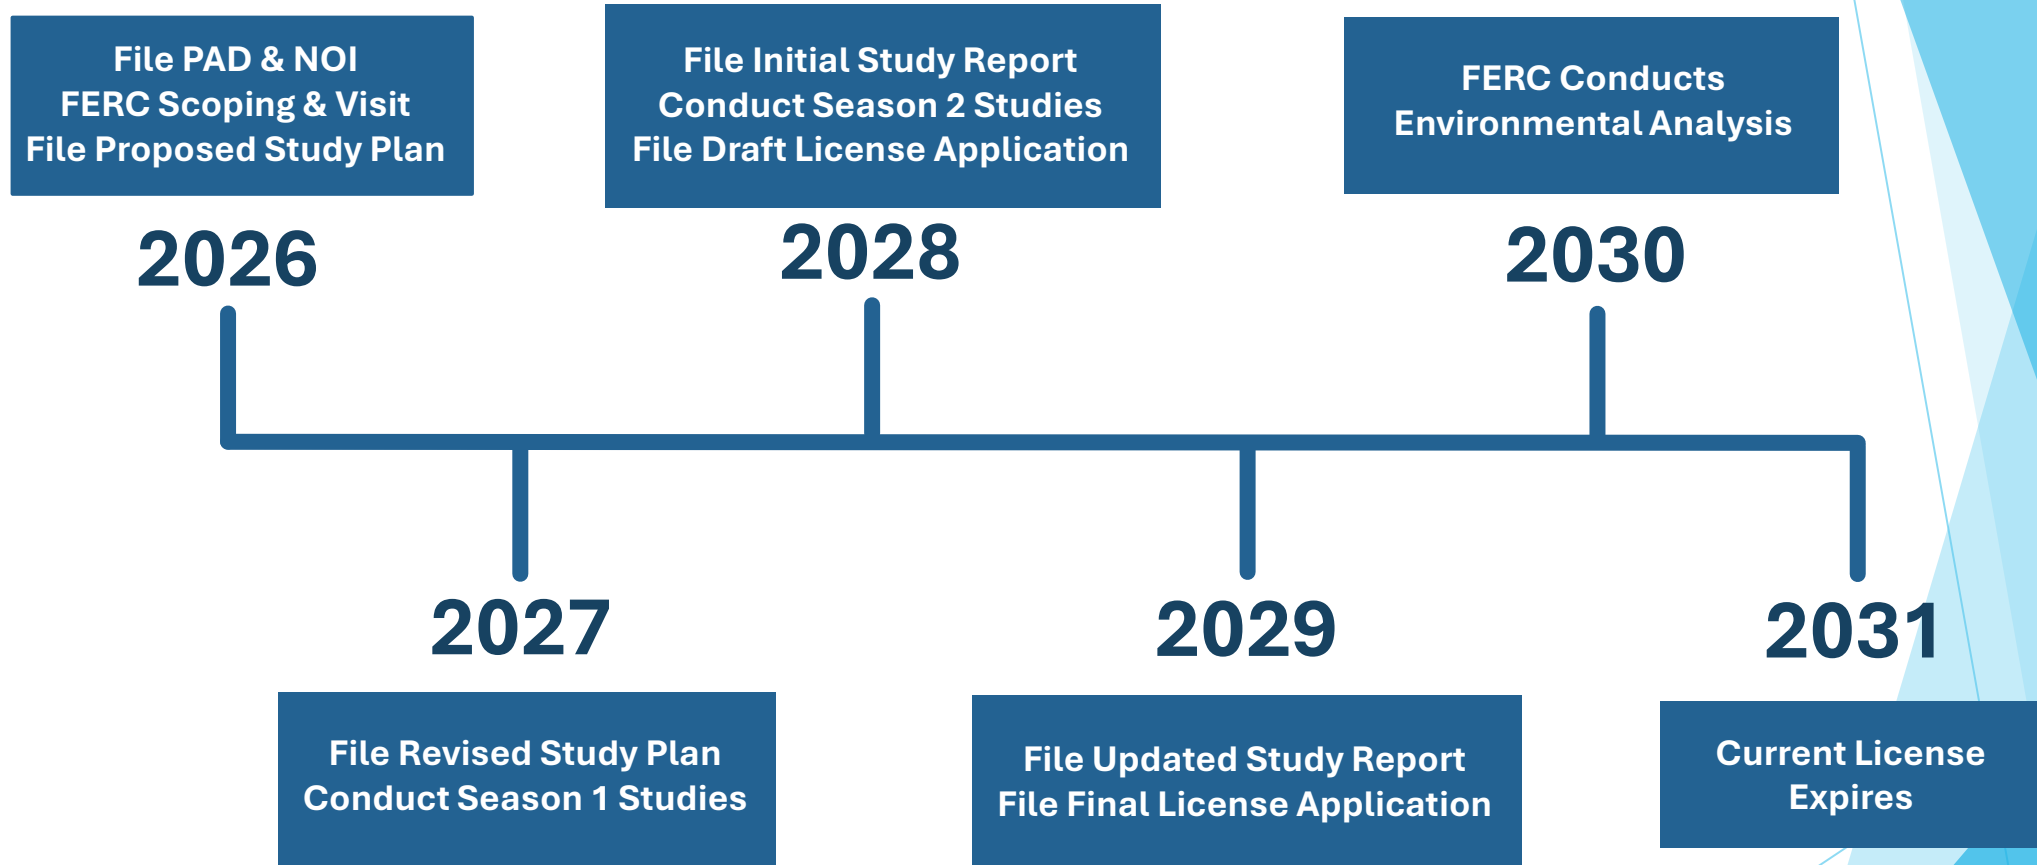 File PAD & NOI
FERC Scoping & Visit
File Proposed Study Plan
2026
File Initial Study Report
Conduct Season 2 Studies
File Draft License Application
2028
FERC Conducts
Environmental Analysis
2030
2027
File Revised Study Plan
Conduct Season 1 Studies
2029
File Updated Study Report
File Final License Application
2031
Current License
Expires